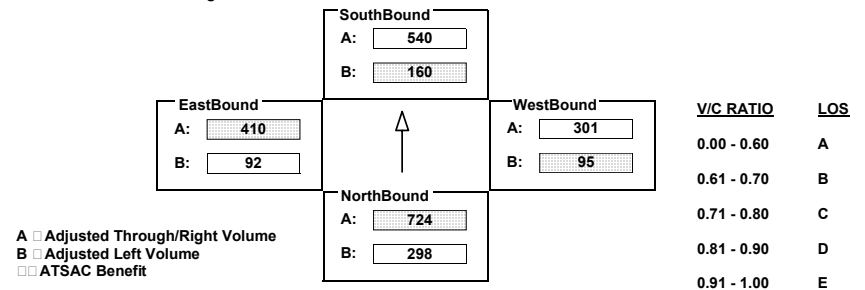 SouthBound
A: 540
B: 160
EastBound
A: 410
B: 92
WestBound
A: 301
B: 95
NorthBound
A: 724
B: 298
A □ Adjusted Through/Right Volume
B □ Adjusted Left Volume
□□ ATSAC Benefit
V/C RATIO LOS
0.00 - 0.60 A
0.61 - 0.70 B
0.71 - 0.80 C
0.81 - 0.90 D
0.91 - 1.00 E